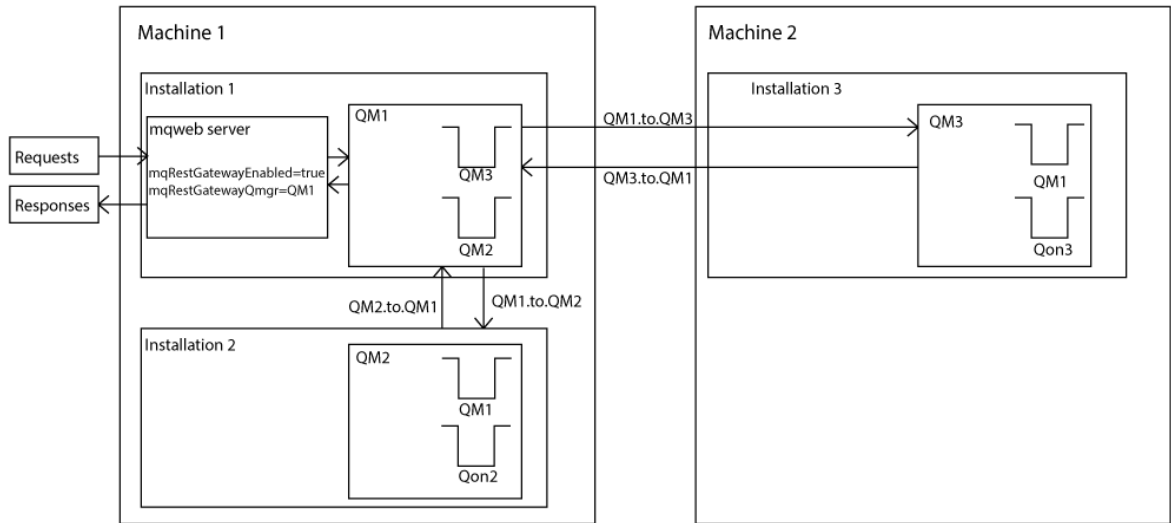 Machine 1
Installation 1
mqweb server
mqRestGatewayEnabled=true
mqRestGatewayQmgr=QM1
Requests
Responses
QM1
QM3
QM2
QM1.to.QM3
QM3.to.QM1
QM2.to.QM1
QM1.to.QM2
Installation 2
QM2
QM1
Qon2
Machine 2
Installation 3
QM3
QM1
Qon3